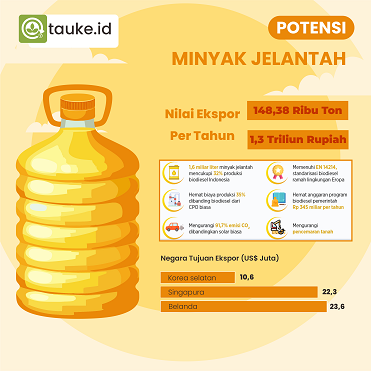 tauke.id
POTENSI
MINYAK JELANTAH
Nilai Ekspor
Per Tahun
148,38 Ribu Ton
1,3 Triliun Rupiah
1,6 miliar liter minyak jelantah
mencukupi 32% produksi
biodiesel Indonesia
Memenuhi EN 14214,
standarisasi biodiesel
ramah lingkungan Eropa
Hemat biaya produksi 35%
dibanding biodiesel dari
CPO biasa
Hemat anggaran program
biodiesel pemerintah
Rp 345 miliar per tahun
Mengurangi 91,7% emisi CO₂
dibandingkan solar biasa
Mengurangi
pencemaran tanah
Negara Tujuan Ekspor (US$ Juta)
Korea selatan 10,6
Singapura 22,3
Belanda 23,6